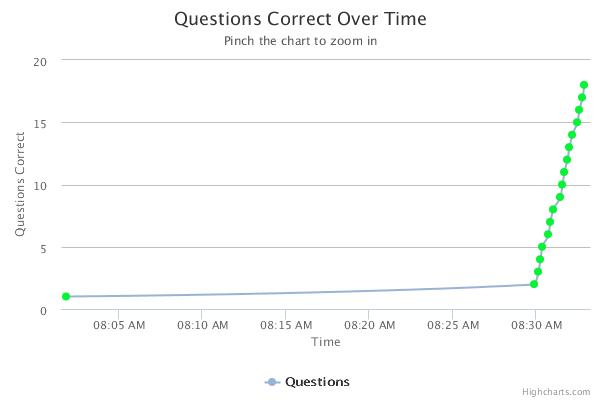 Questions Correct Over Time
Pinch the chart to zoom in
Questions Correct
20
15
10
5
0
08:05 AM 08:10 AM 08:15 AM 08:20 AM 08:25 AM 08:30 AM
Time
Questions
Highcharts.com